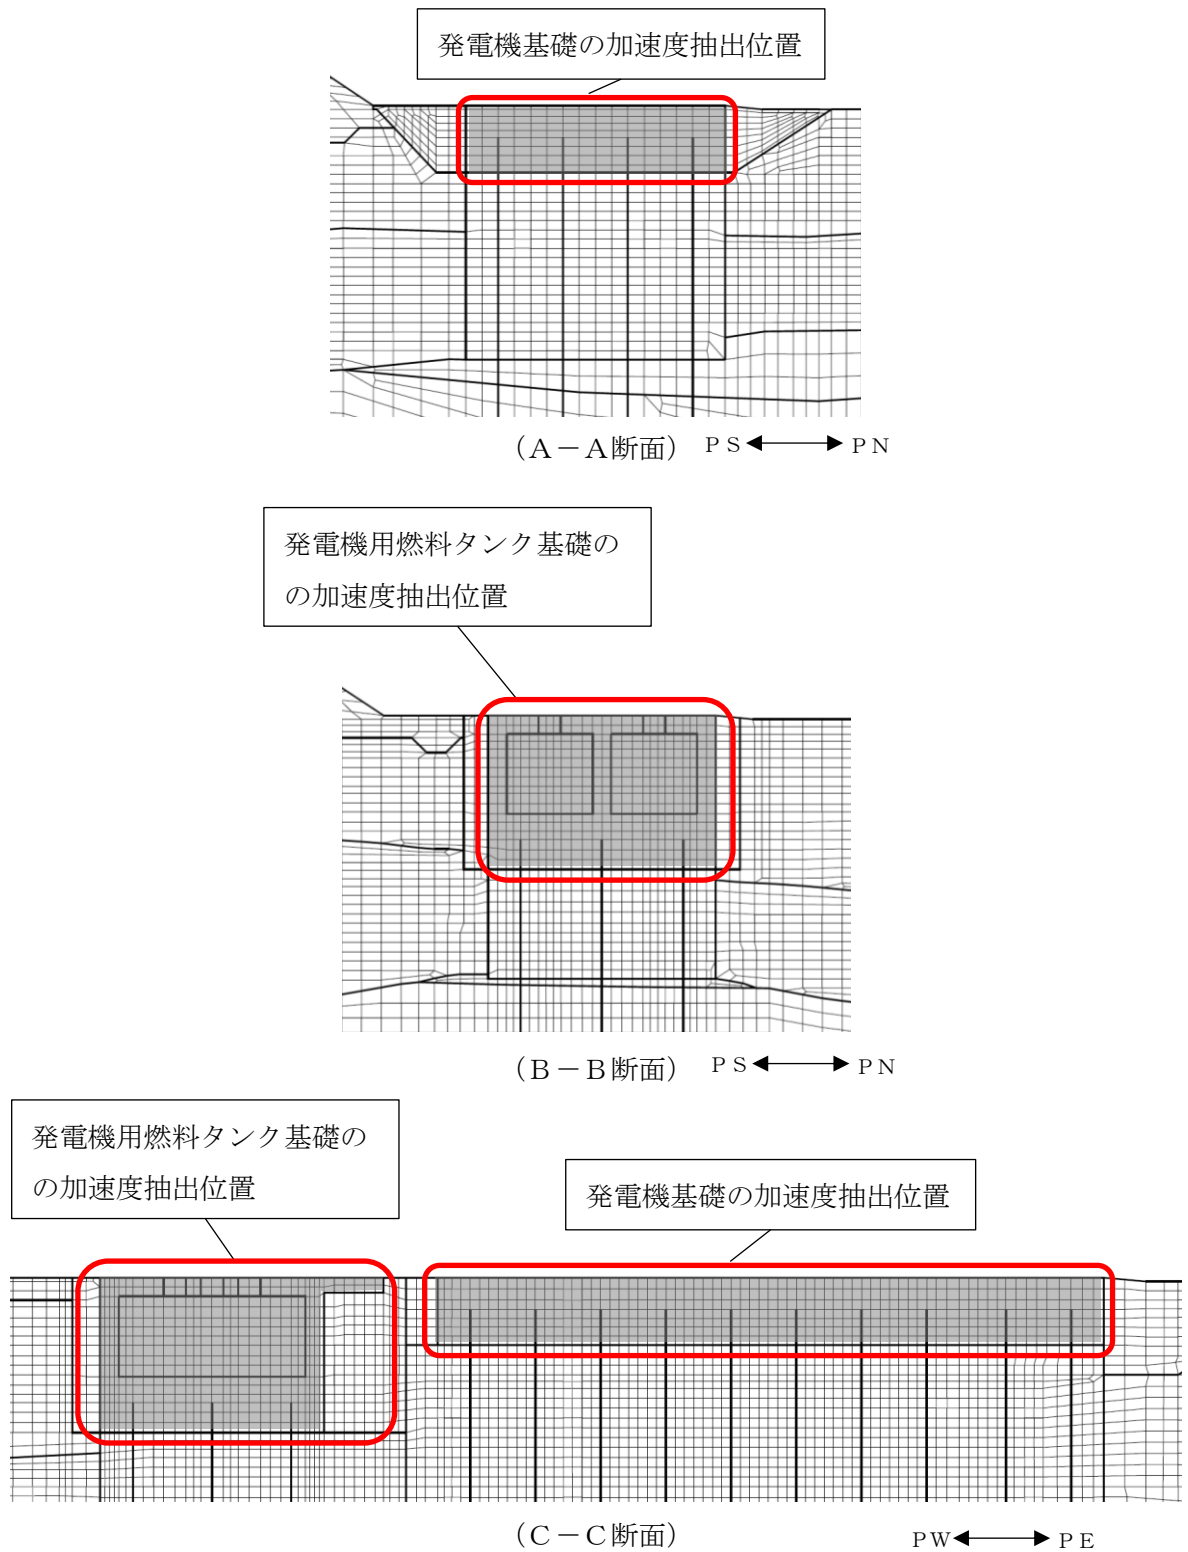 発電機基礎の加速度抽出位置
（A－A断面） PS PN
発電機用燃料タンク基礎の
の加速度抽出位置
（B－B断面） PS PN
発電機用燃料タンク基礎の
の加速度抽出位置
発電機基礎の加速度抽出位置
（C－C断面） PW PE